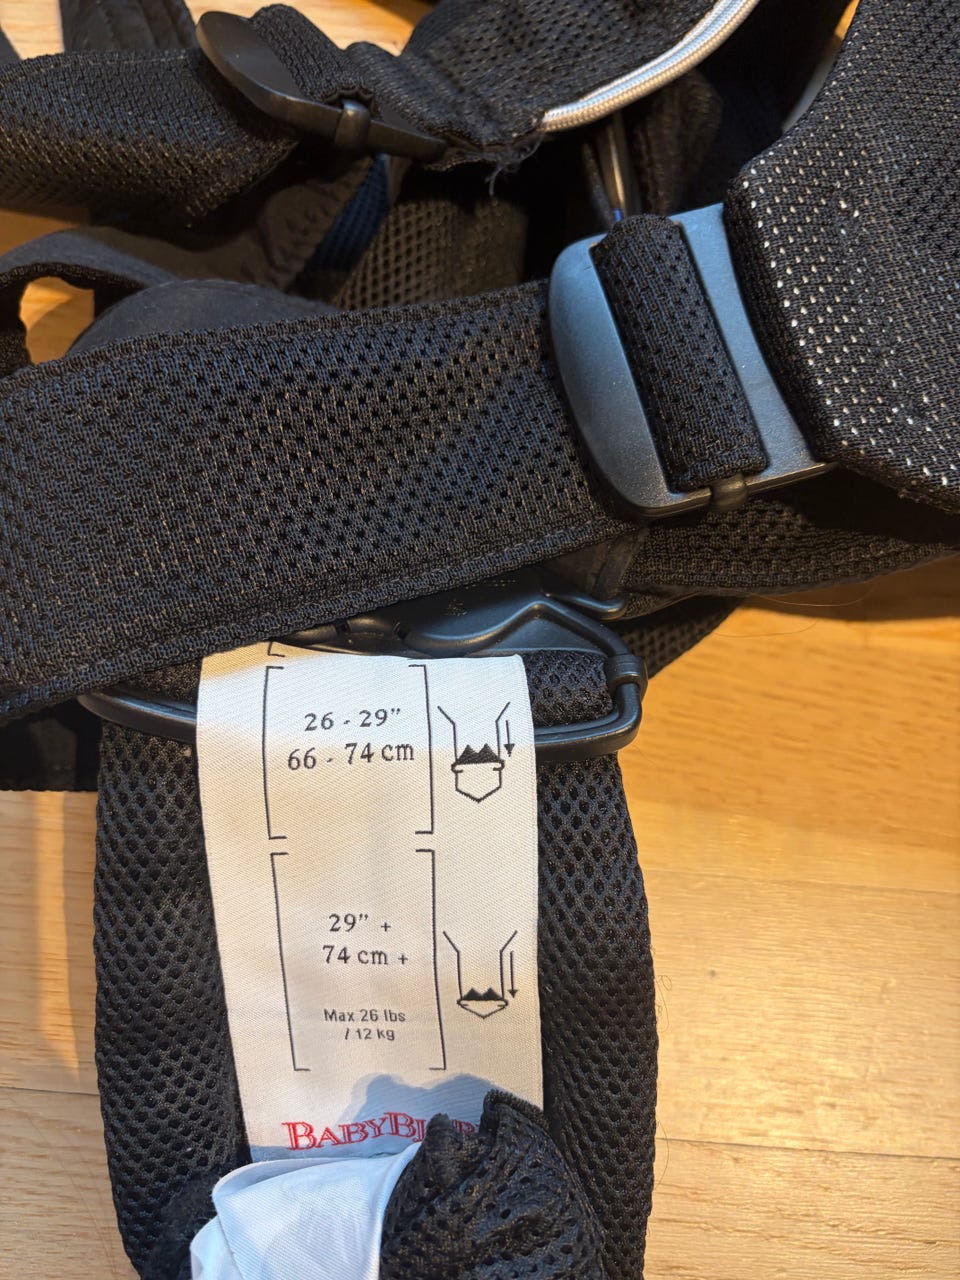 26 - 29"
66 - 74 cm
29" +
74 cm +
Max 26 lbs
/ 12 kg